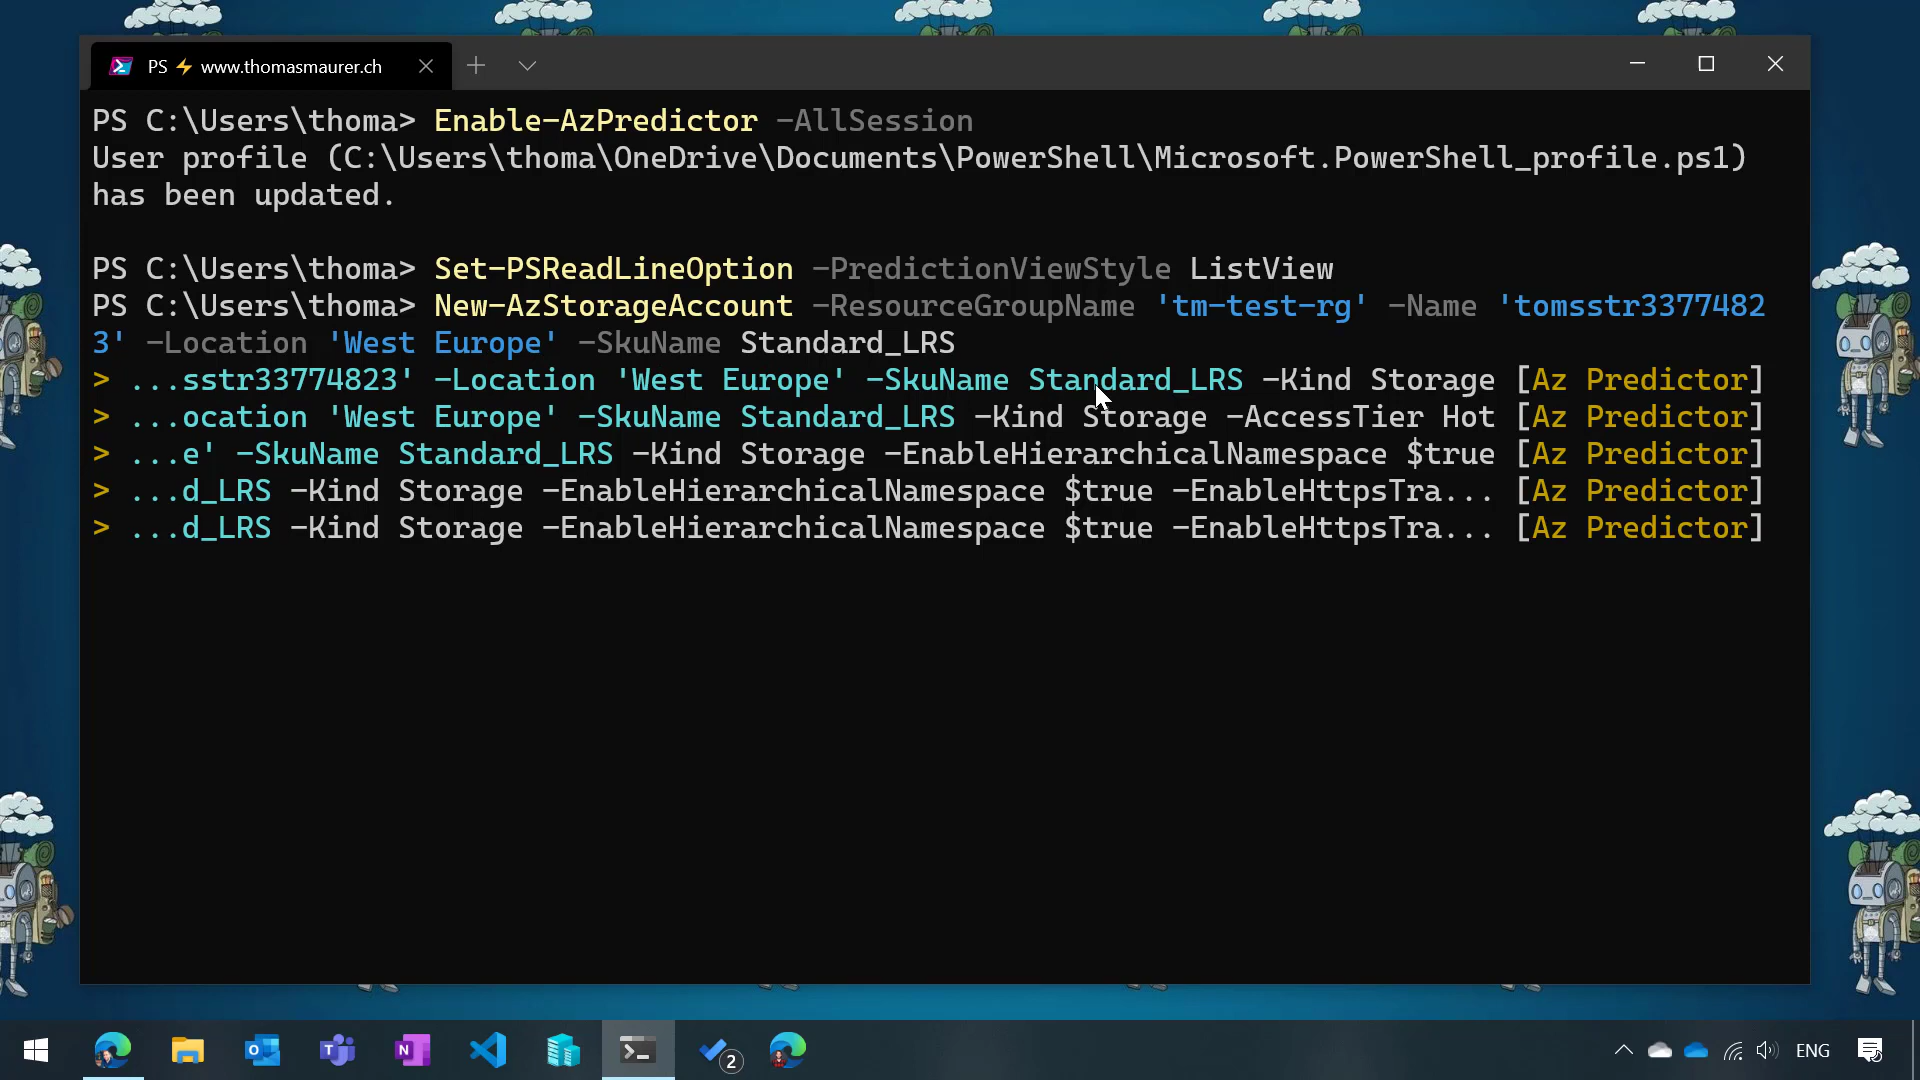 PS ⚡ www.thomasmaurer.ch
PS C:\Users\thoma> Enable-AzPredictor -AllSession
User profile (C:\Users\thoma\OneDrive\Documents\PowerShell\Microsoft.PowerShell_profile.ps1)
has been updated.
PS C:\Users\thoma> Set-PSReadLineOption -PredictionViewStyle ListView
PS C:\Users\thoma> New-AzStorageAccount -ResourceGroupName 'tm-test-rg' -Name 'tomsstr3377482
3' -Location 'West Europe' -SkuName Standard_LRS
> ...sstr33774823' -Location 'West Europe' -SkuName Standard_LRS -Kind Storage [Az Predictor]
> ...ocation 'West Europe' -SkuName Standard_LRS -Kind Storage -AccessTier Hot [Az Predictor]
> ...e' -SkuName Standard_LRS -Kind Storage -EnableHierarchicalNamespace $true [Az Predictor]
> ...d_LRS -Kind Storage -EnableHierarchicalNamespace $true -EnableHttpsTra... [Az Predictor]
> ...d_LRS -Kind Storage -EnableHierarchicalNamespace $true -EnableHttpsTra... [Az Predictor]
2
ENG